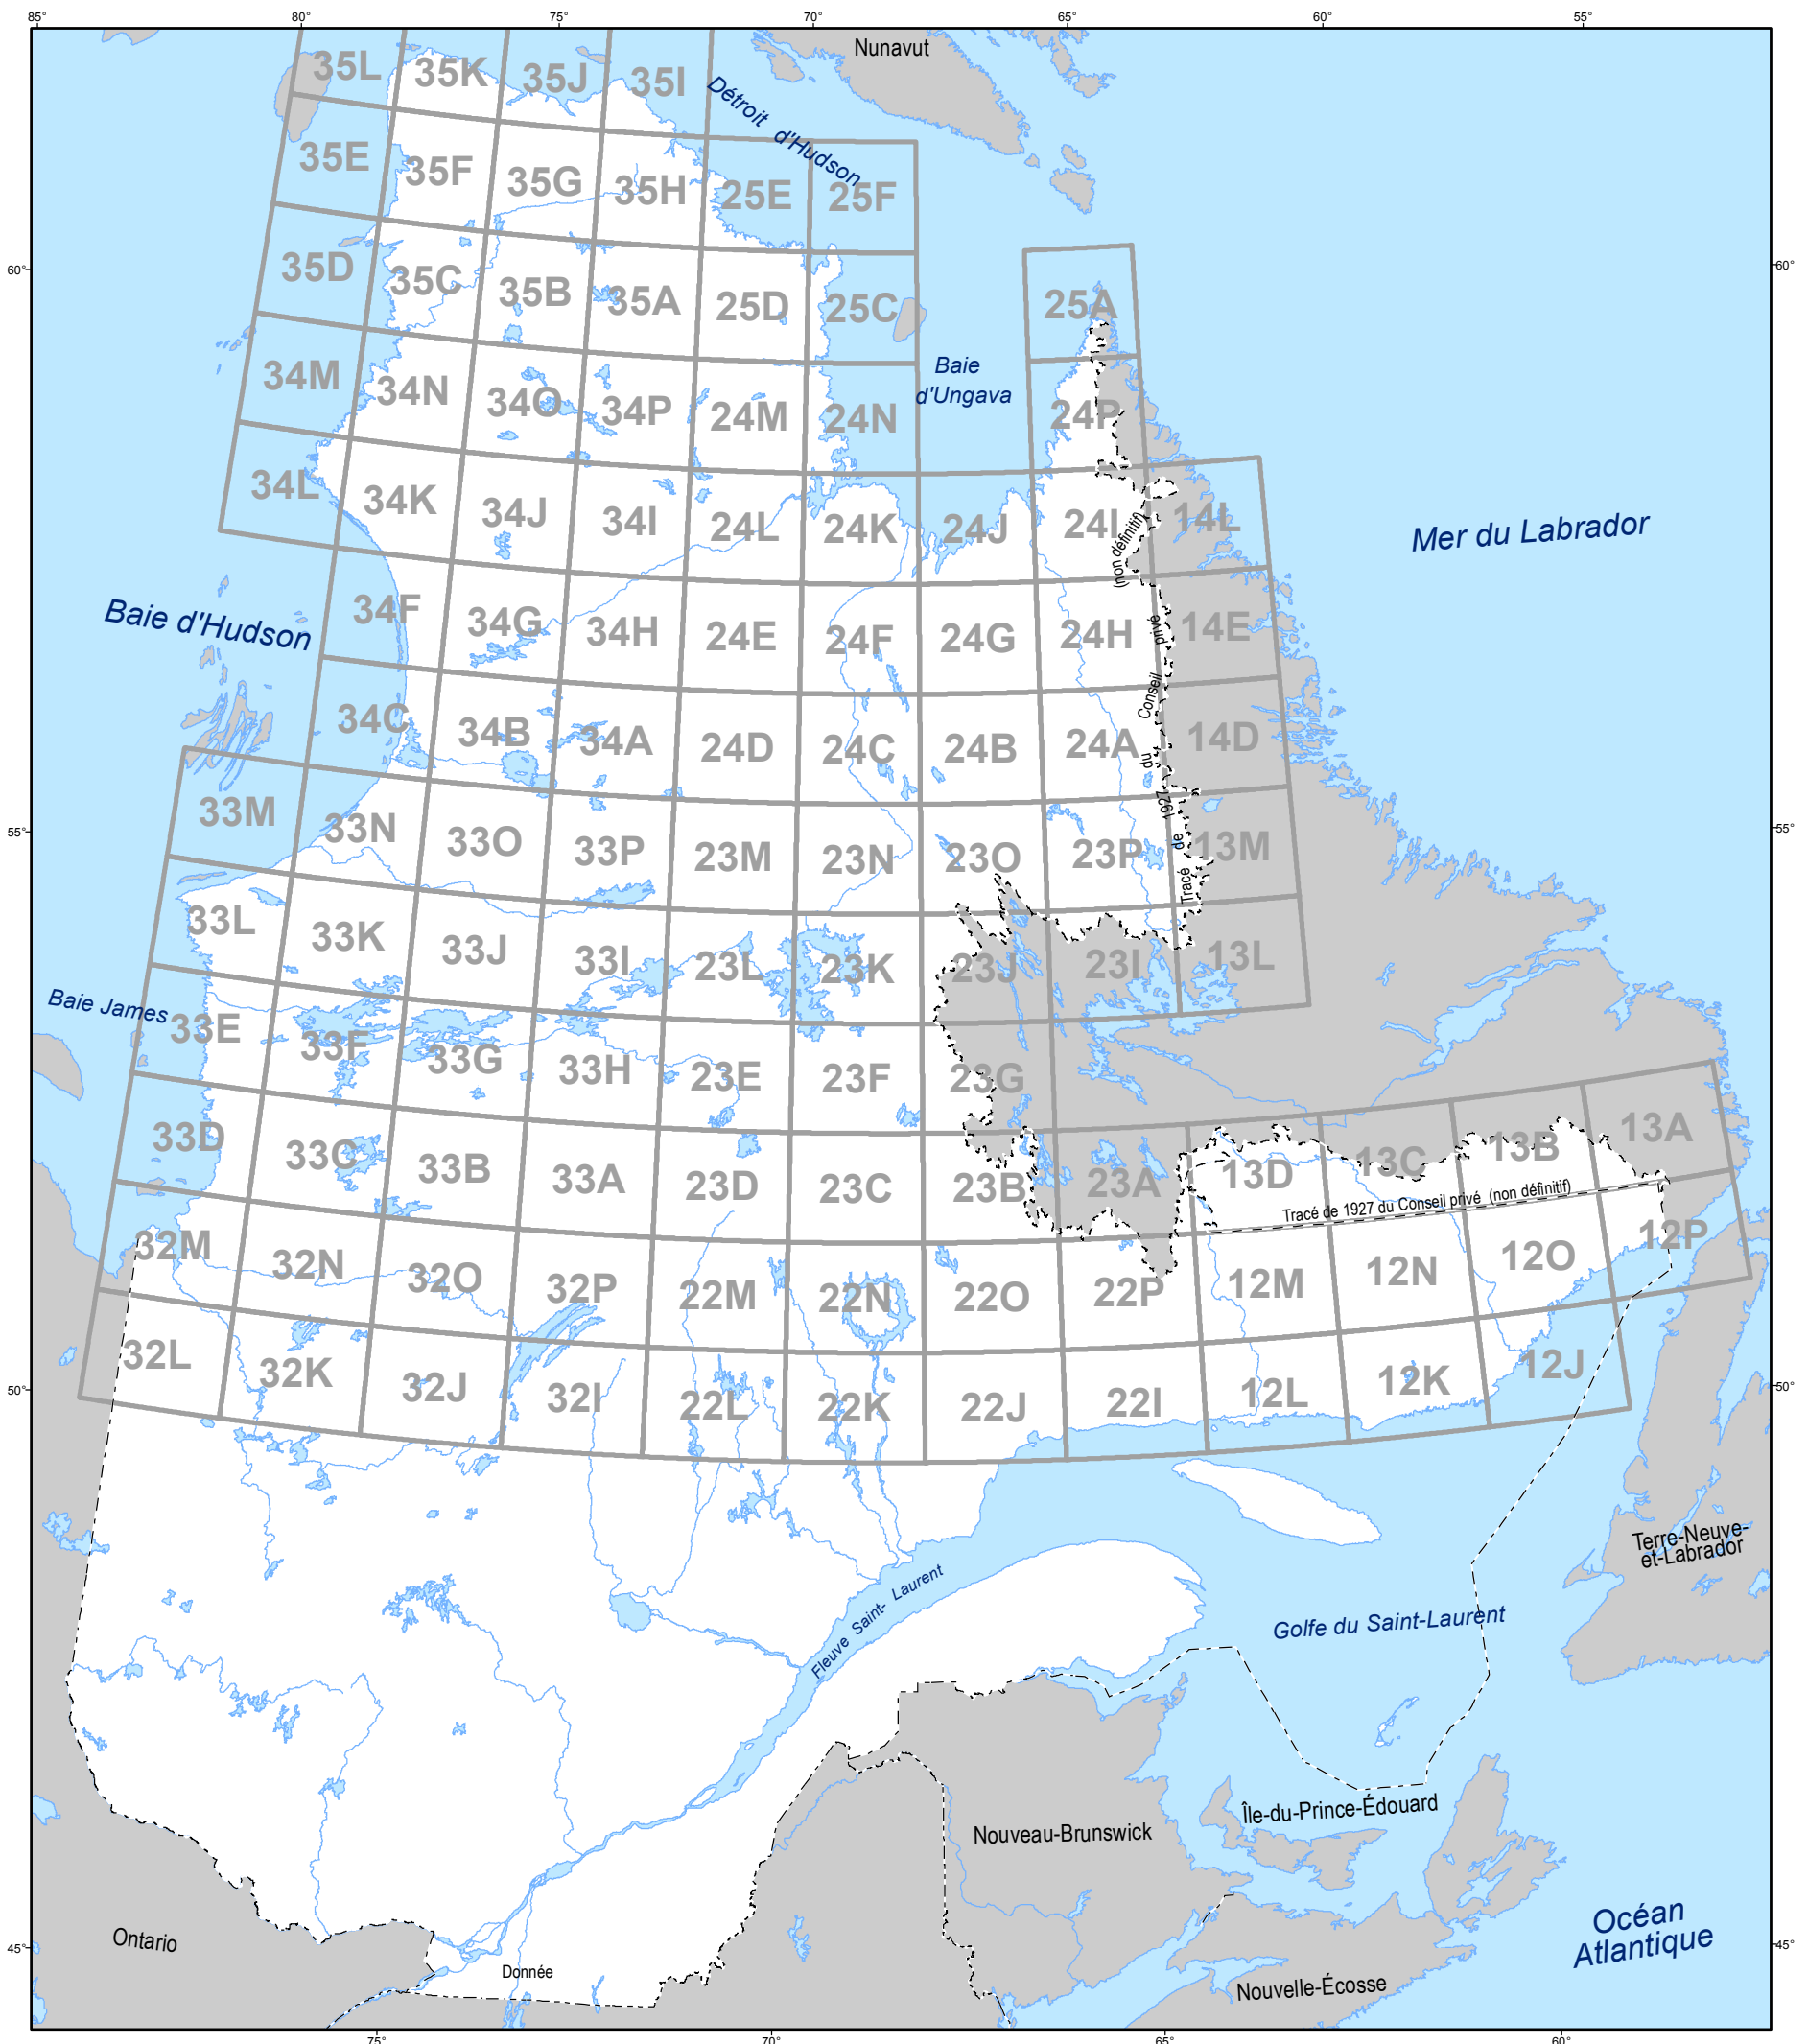 85°
80°
75°
70°
65°
60°
55°
Nunavut
35L
35K
35J
35I
Détroit d'Hudson
35E
35F
35G
35H
25E
25F
60°
60°
35D
35C
35B
35A
25D
25C
25A
Baie
d'Ungava
34M
34N
34O
34P
24M
24N
24P
34L
34K
34J
34I
24L
24K
24J
24I
14L
(non définitif)
Mer du Labrador
Baie d'Hudson
34F
34G
34H
24E
24F
24G
24H
14E
Tracé de 1927 du Conseil privé
34C
34B
34A
24D
24C
24B
24A
14D
55°
55°
33M
33N
33O
33P
23M
23N
23O
23P
13M
33L
33K
33J
33I
23L
23K
23J
23I
13L
Baie James
33E
33F
33G
33H
23E
23F
23G
33D
33C
33B
33A
23D
23C
23B
23A
13D
13C
13B
13A
Tracé de 1927 du Conseil privé (non définitif)
32M
32N
32O
32P
22M
22N
22O
22P
12M
12N
12O
12P
50°
50°
32L
32K
32J
32I
22L
22K
22J
22I
12L
12K
12J
Terre-Neuve-
et-Labrador
Fleuve Saint- Laurent
Golfe du Saint-Laurent
Île-du-Prince-Édouard
Nouveau-Brunswick
Océan
Atlantique
Ontario
45°
45°
Donnée
Nouvelle-Écosse
75°
70°
65°
60°